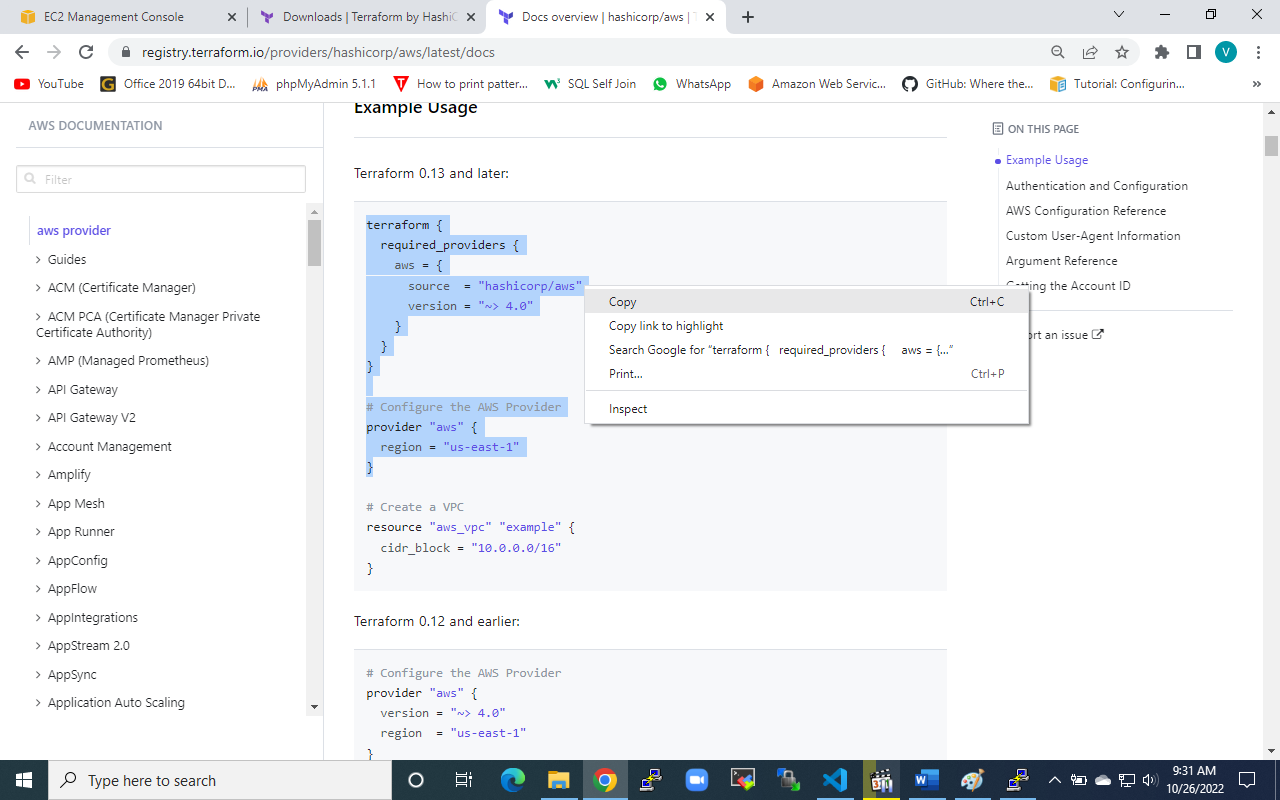 EC2 Management Console
Downloads | Terraform by HashiC
Docs overview | hashicorp/aws | T
registry.terraform.io/providers/hashicorp/aws/latest/docs
V
YouTube
Office 2019 64bit D...
phpMyAdmin 5.1.1
How to print patter...
SQL Self Join
WhatsApp
Amazon Web Servic...
GitHub: Where the...
Tutorial: Configurin...
»
AWS DOCUMENTATION
Filter
aws provider
Guides
ACM (Certificate Manager)
ACM PCA (Certificate Manager Private
Certificate Authority)
AMP (Managed Prometheus)
API Gateway
API Gateway V2
Account Management
Amplify
App Mesh
App Runner
AppConfig
AppFlow
AppIntegrations
AppStream 2.0
AppSync
Application Auto Scaling
Example Usage
Terraform 0.13 and later:
terraform {
  required_providers {
    aws = {
      source  = "hashicorp/aws"
      version = "~> 4.0"
    }
  }
}
# Configure the AWS Provider
provider "aws" {
  region = "us-east-1"
}
# Create a VPC
resource "aws_vpc" "example" {
  cidr_block = "10.0.0.0/16"
}
Terraform 0.12 and earlier:
# Configure the AWS Provider
provider "aws" {
  version = "~> 4.0"
  region  = "us-east-1"
}
Copy Ctrl+C
Copy link to highlight
Search Google for “terraform {   required_providers {     aws = {...”
Print... Ctrl+P
Inspect
ON THIS PAGE
Example Usage
Authentication and Configuration
AWS Configuration Reference
Custom User-Agent Information
Argument Reference
Getting the Account ID
ort an issue
Type here to search
9:31 AM
10/26/2022